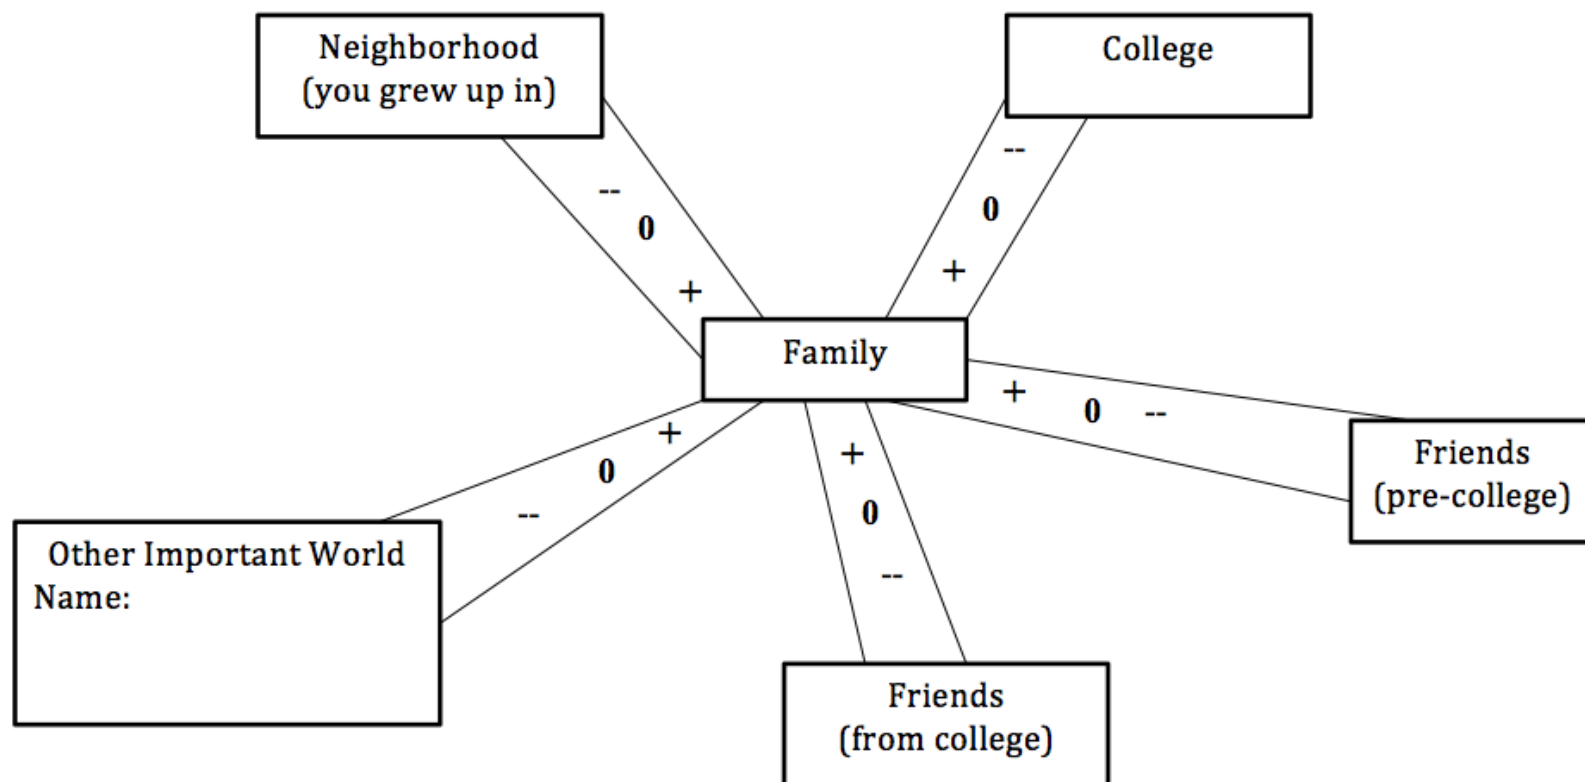 Neighborhood
(you grew up in)
College
--
0
+
--
0
+
Family
+
0 --
+
0
--
+
0
--
Friends
(pre-college)
Other Important World
Name:
Friends
(from college)